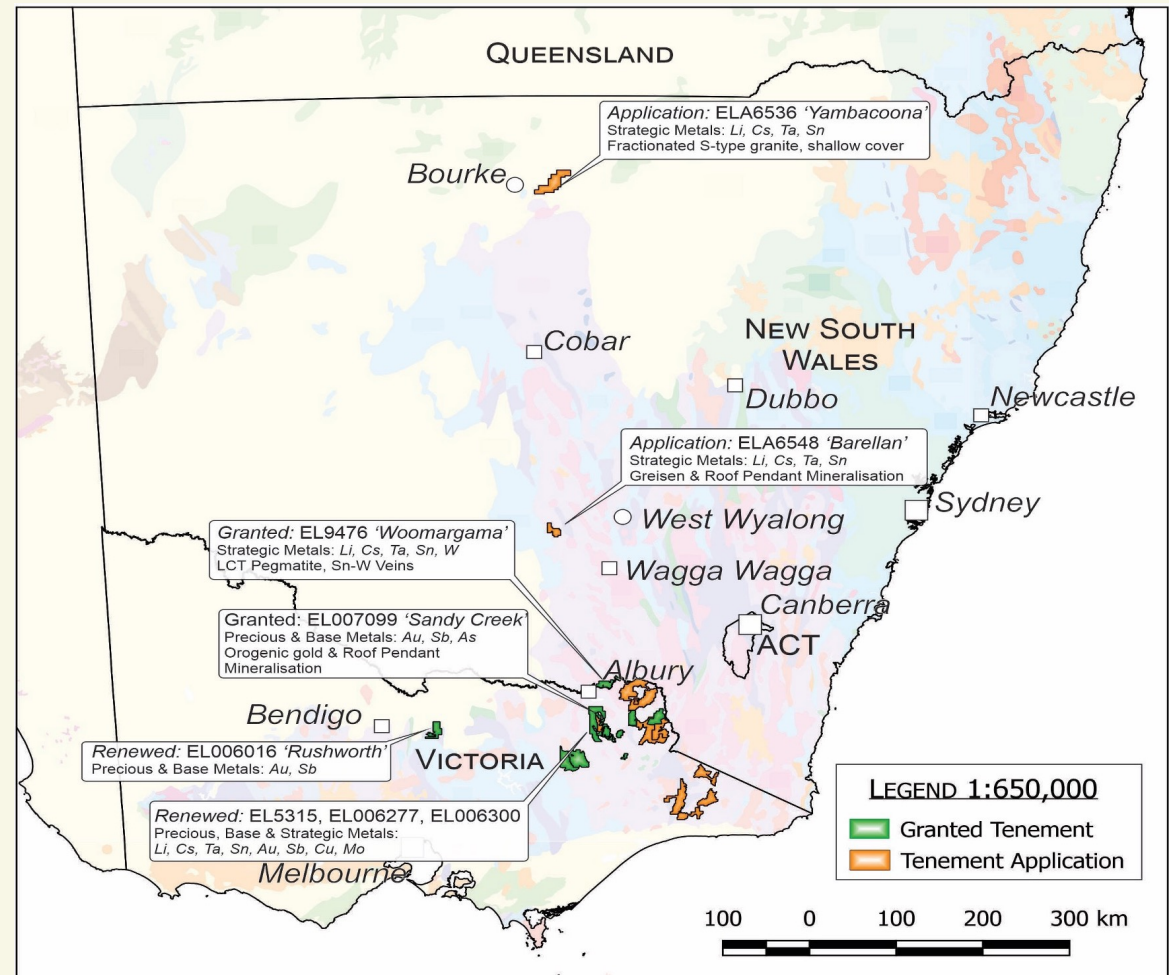 QUEENSLAND
Application: ELA6536 ‘Yambacoona’
Strategic Metals: Li, Cs, Ta, Sn
Fractionated S-type granite, shallow cover
Bourke
Cobar
NEW SOUTH
WALES
Dubbo
Newcastle
Application: ELA6548 ‘Barellan’
Strategic Metals: Li, Cs, Ta, Sn
Greisen & Roof Pendant Mineralisation
Sydney
West Wyalong
Granted: EL9476 ‘Woomargama’
Strategic Metals: Li, Cs, Ta, Sn, W
LCT Pegmatite, Sn-W Veins
Wagga Wagga
Canberra
ACT
Granted: EL007099 ‘Sandy Creek’
Precious & Base Metals: Au, Sb, As
Orogenic gold & Roof Pendant
Mineralisation
Albury
Bendigo
Renewed: EL006016 ‘Rushworth’
Precious & Base Metals: Au, Sb
VICTORIA
Renewed: EL5315, EL006277, EL006300
Precious, Base & Strategic Metals:
Li, Cs, Ta, Sn, Au, Sb, Cu, Mo
Melbourne
LEGEND 1:650,000
Granted Tenement
Tenement Application
100 0 100 200 300 km